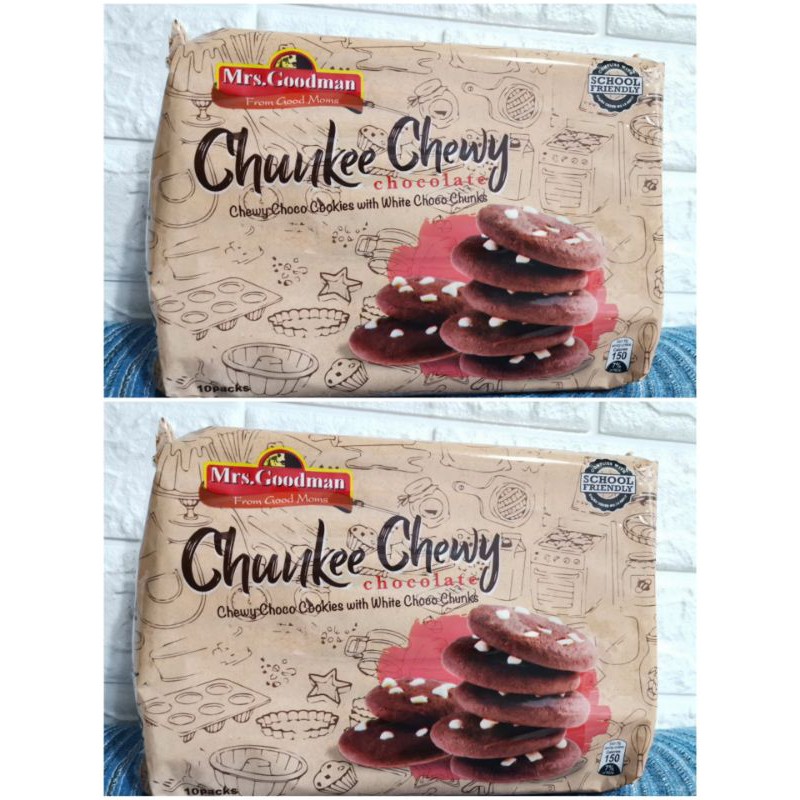 Mrs.Goodman
From Good Moms
SCHOOL
FRIENDLY
Chunkee Chewy
chocolate
Chewy Choco Cookies with White Choco Chunks
150
7%
10packs
Mrs.Goodman
From Good Moms
SCHOOL
FRIENDLY
Chunkee Chewy
chocolate
Chewy Choco Cookies with White Choco Chunks
150
7%
10packs